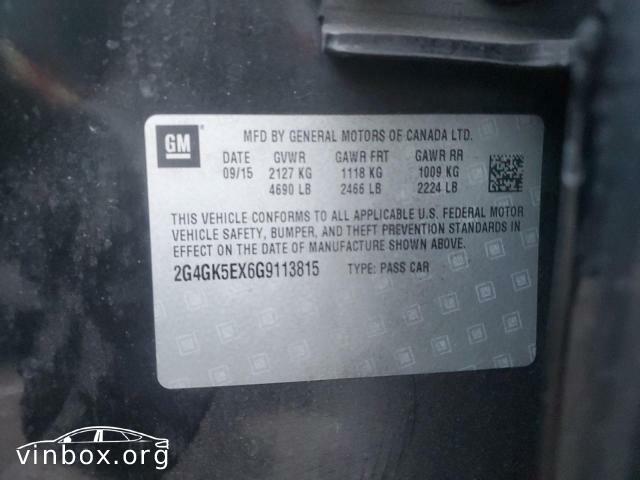 GM
MFD BY GENERAL MOTORS OF CANADA LTD.
DATE GVWR GAWR FRT GAWR RR
09/15 2127 KG 1118 KG 1009 KG
4690 LB 2466 LB 2224 LB
THIS VEHICLE CONFORMS TO ALL APPLICABLE U.S. FEDERAL MOTOR
VEHICLE SAFETY, BUMPER, AND THEFT PREVENTION STANDARDS IN
EFFECT ON THE DATE OF MANUFACTURE SHOWN ABOVE.
2G4GK5EX6G9113815 TYPE: PASS CAR
vinbox.org